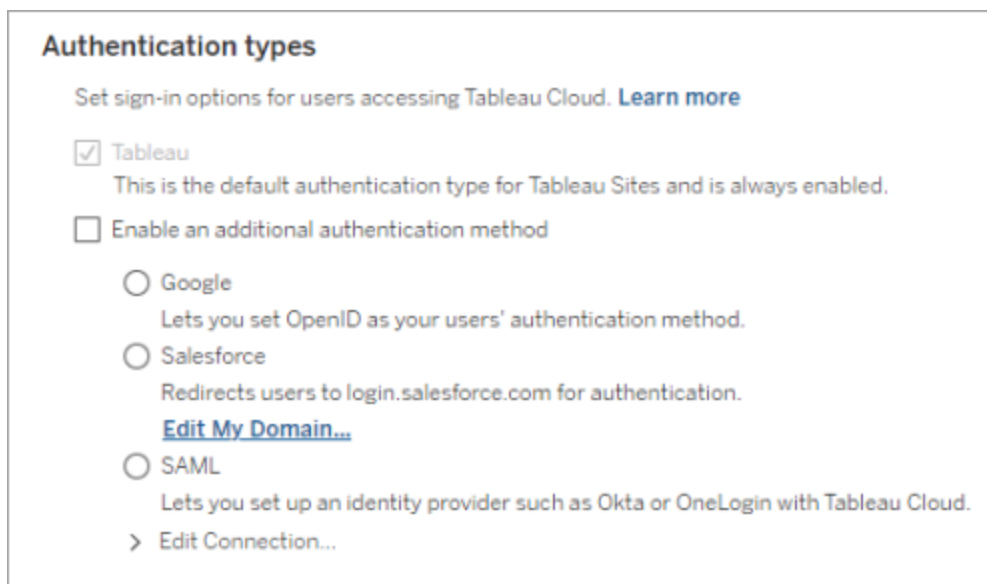 Authentication types
Set sign-in options for users accessing Tableau Cloud. Learn more
Tableau
This is the default authentication type for Tableau Sites and is always enabled.
Enable an additional authentication method
Google
Lets you set OpenID as your users' authentication method.
Salesforce
Redirects users to login.salesforce.com for authentication.
Edit My Domain...
SAML
Lets you set up an identity provider such as Okta or OneLogin with Tableau Cloud.
Edit Connection...